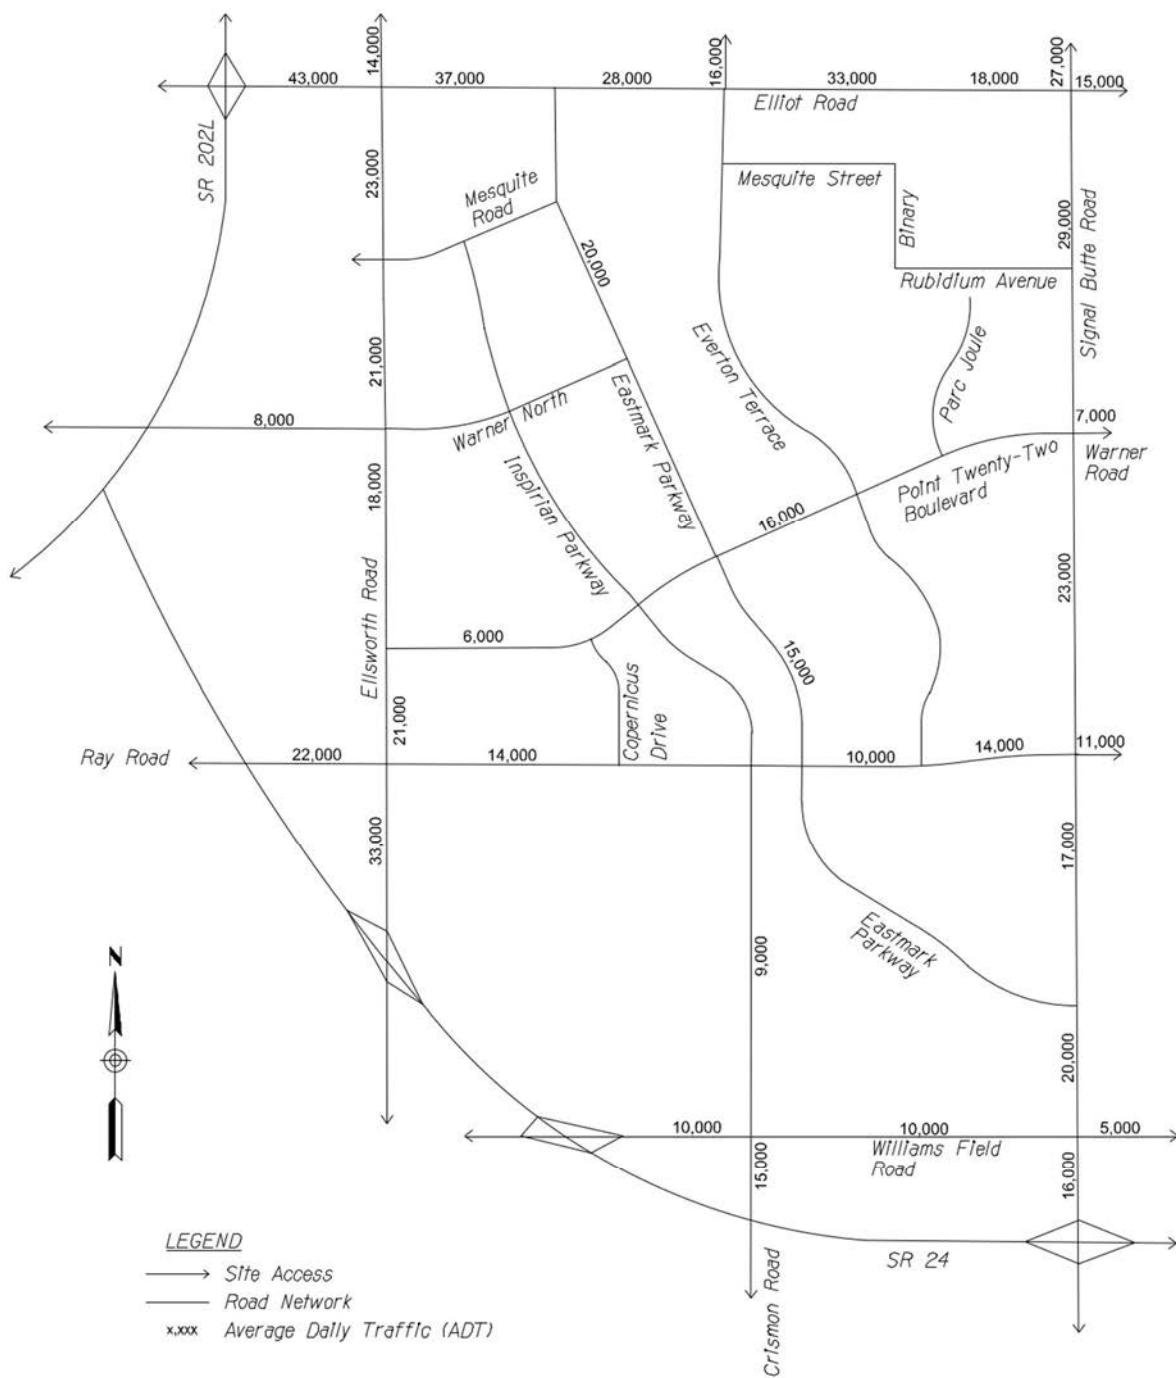 43,000
14,000
37,000
28,000
16,000
33,000
18,000
27,000
15,000
Elliot Road
SR 202L
23,000
Mesquite
Road
Mesquite Street
Binary
29,000
Signal Butte Road
20,000
Rubidium Avenue
21,000
Everton Terrace
Parc Joule
8,000
Warner North
Eastmark Parkway
7,000
Warner
Road
Point Twenty-Two
Boulevard
18,000
Inspirian Parkway
16,000
23,000
Ellsworth Road
6,000
15,000
Copernicus
Drive
21,000
Ray Road
22,000
14,000
10,000
14,000
11,000
33,000
17,000
9,000
Eastmark
Parkway
N
20,000
10,000
10,000
5,000
Williams Field
Road
15,000
16,000
SR 24
Crismon Road
LEGEND
Site Access
Road Network
x,xxx Average Daily Traffic (ADT)